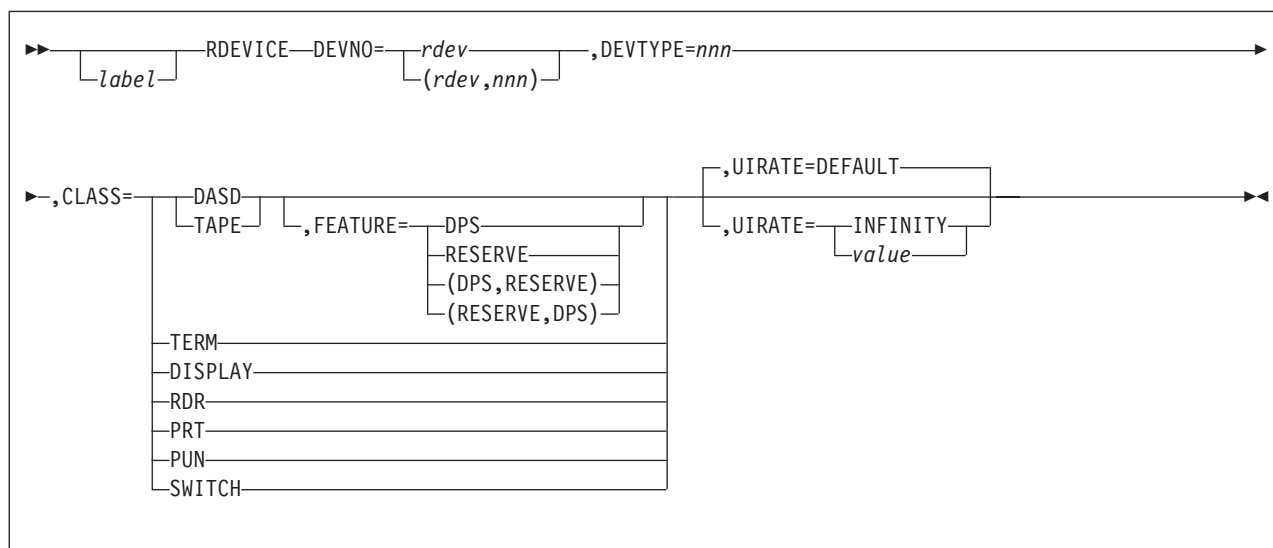 RDEVICE DEVNO= rdev ,DEVTYPE=nnn
label (rdev,nnn)
,UIRATE=DEFAULT
,CLASS= DASD
TAPE ,FEATURE= DPS ,UIRATE= INFINITY
RESERVE value
(DPS,RESERVE)
(RESERVE,DPS)
TERM
DISPLAY
RDR
PRT
PUN
SWITCH